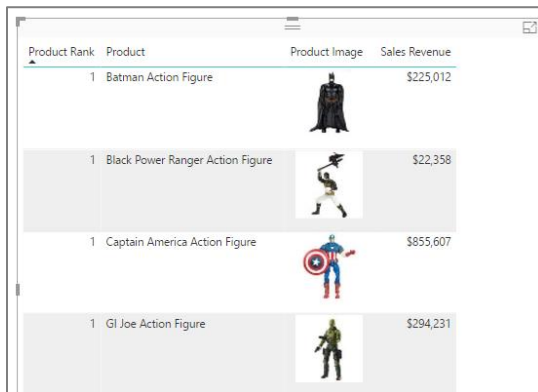 Product Rank Product Product Image Sales Revenue
1 Batman Action Figure $225,012
1 Black Power Ranger Action Figure $22,358
1 Captain America Action Figure $855,607
1 GI Joe Action Figure $294,231